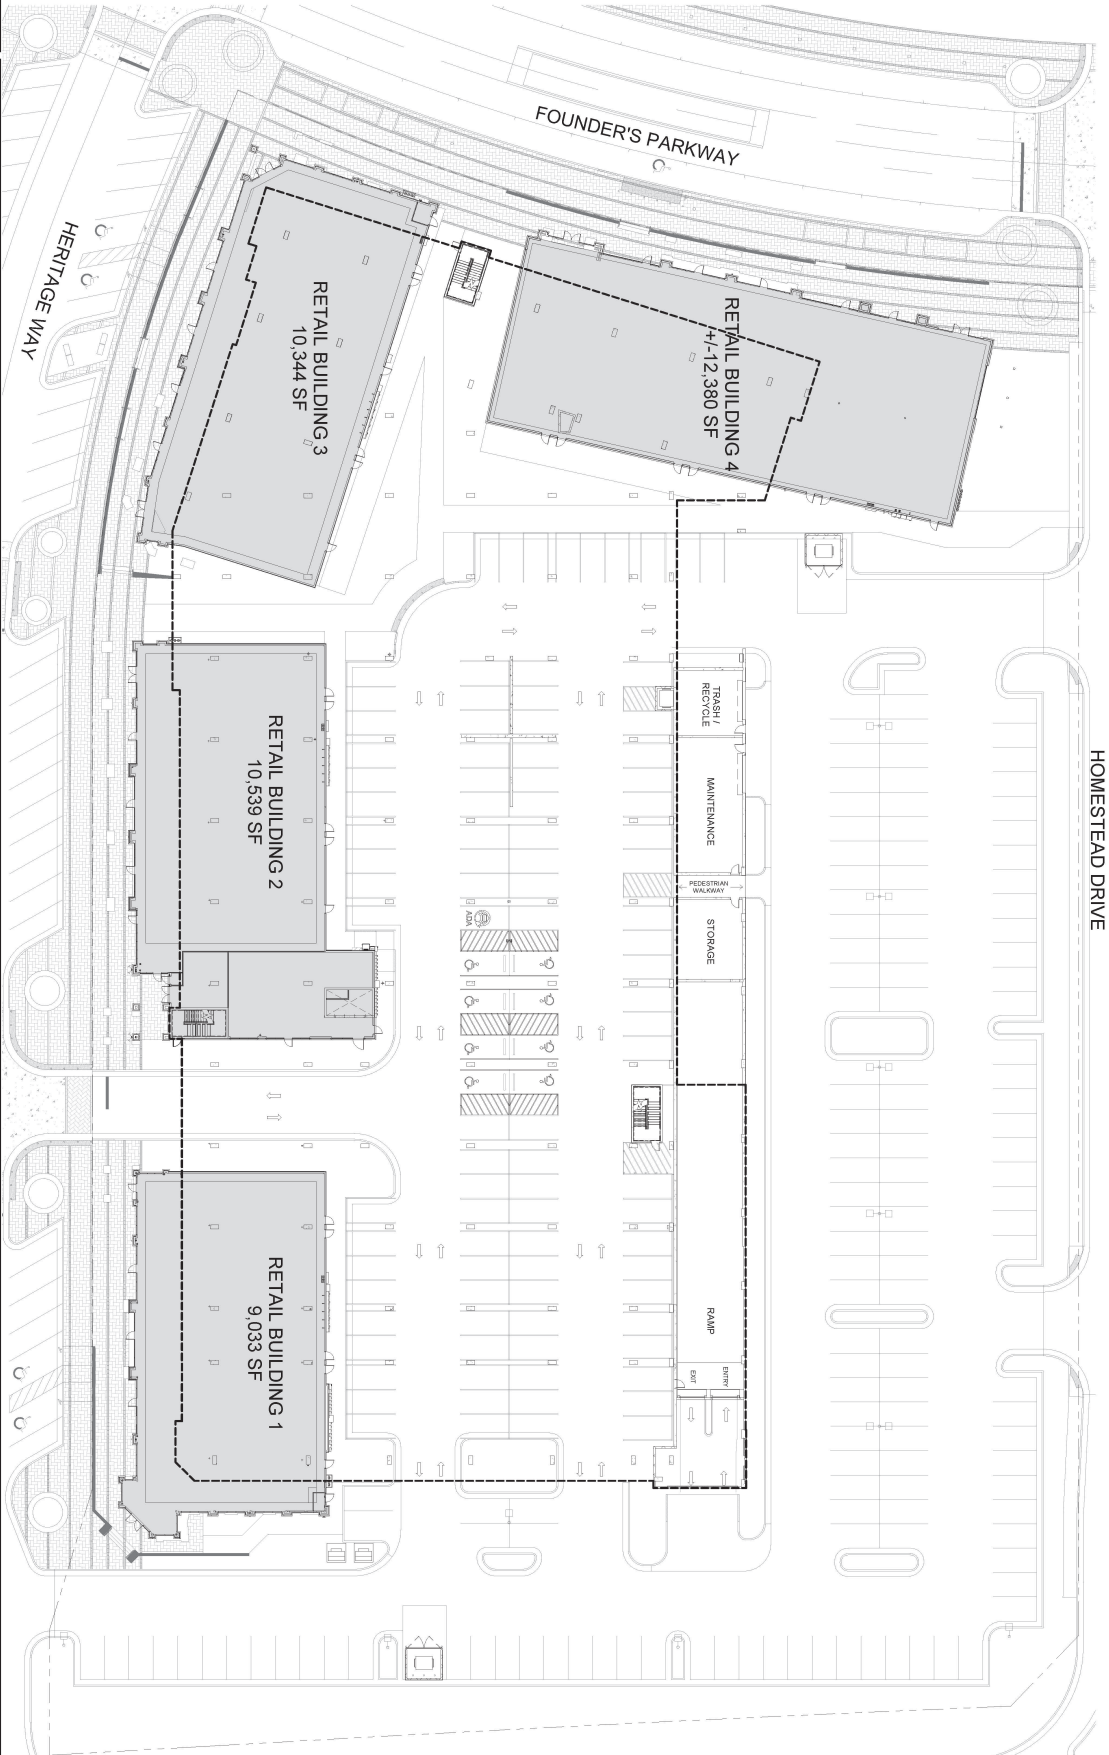 FOUNDER'S PARKWAY
HERITAGE WAY
HOMESTEAD DRIVE
RETAIL BUILDING 3
10,344 SF
RETAIL BUILDING 4
+/-12,380 SF
RETAIL BUILDING 2
10,539 SF
RETAIL BUILDING 1
9,033 SF
TRASH /
RECYCLE
MAINTENANCE
PEDESTRIAN
WALKWAY
STORAGE
ADA
RAMP
EXIT
ENTRY